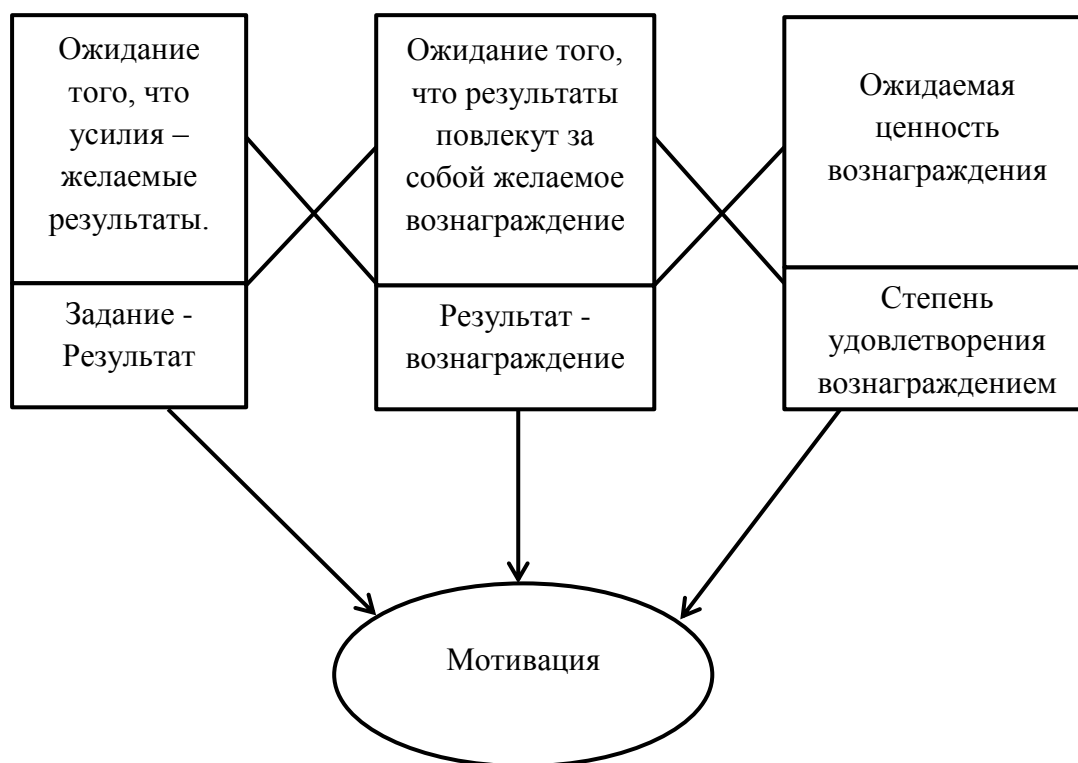 Ожидание
того, что
усилия –
желаемые
результаты.
Задание -
Результат
Ожидание того,
что результаты
повлекут за
собой желаемое
вознаграждение
Результат -
вознаграждение
Ожидаемая
ценность
вознаграждения
Степень
удовлетворения
вознаграждением
Мотивация